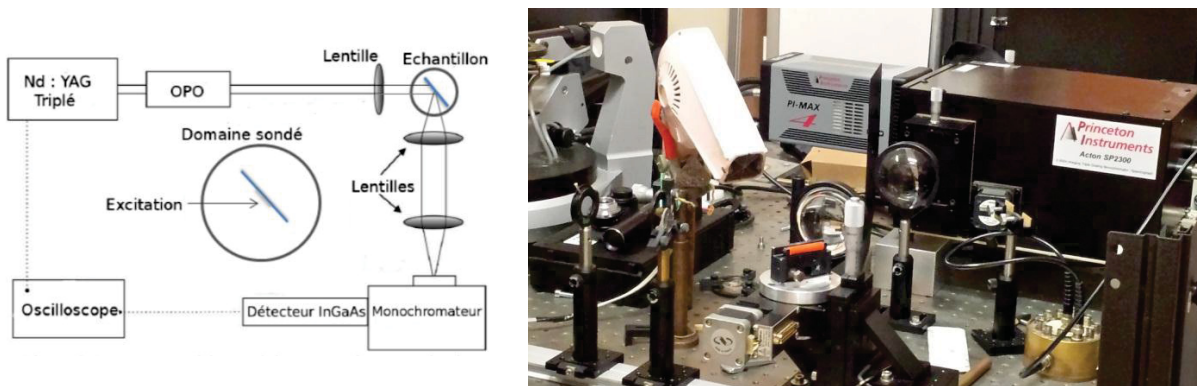 Nd : YAG
Triplé
OPO
Lentille
Echantillon
Domaine sondé
Excitation
Lentilles
Oscilloscope
Détecteur InGaAs
Monochromateur
PI-MAX
4
Princeton
Instruments
Acton SP2300